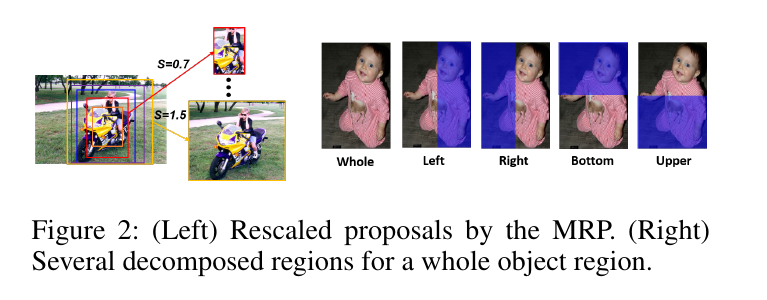 S=0.7
S=1.5
Whole Left Right Bottom Upper
Figure 2: (Left) Rescaled proposals by the MRP. (Right)
Several decomposed regions for a whole object region.